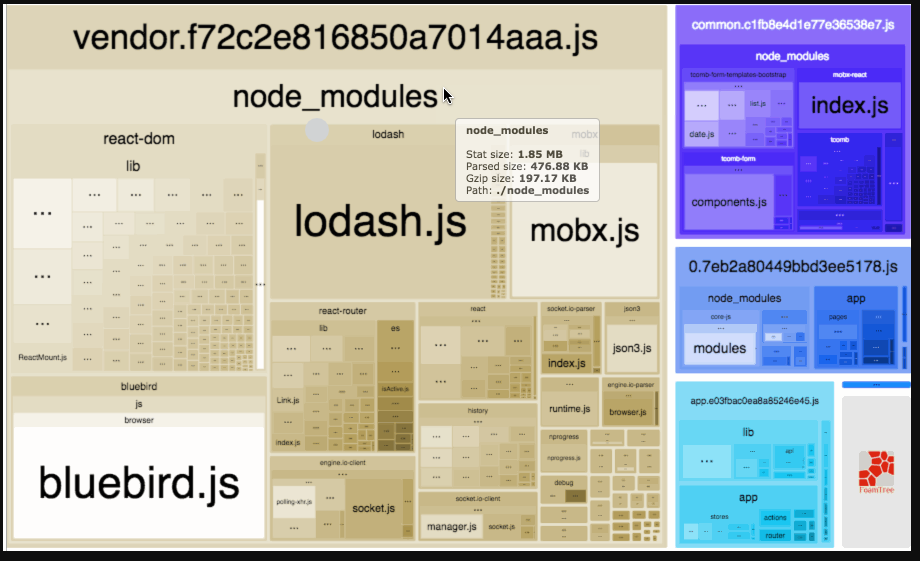 vendor.f72c2e816850a7014aaa.js
node_modules
react-dom
lib
...
ReactMount.js
bluebird
js
browser
bluebird.js
lodash
lodash.js
mobx
lib
mobx.js
node_modules
Stat size: 1.85 MB
Parsed size: 476.88 KB
Gzip size: 197.17 KB
Path: ./node_modules
react-router
lib
es
Link.js
isActive.js
index.js
react
...
history
...
engine.io-client
...
polling-xhr.js
socket.js
socket.io-client
...
manager.js
socket.js
socket.io-parser
...
index.js
json3
...
json3.js
...
runtime.js
engine.io-parser
...
browser.js
nprogress
nprogress.js
debug
common.c1fb8e4d1e77e36538e7.js
node_modules
tcomb-form-templates-bootstrap
...
list.js
date.js
mobx-react
index.js
tcomb-form
...
components.js
tcomb
...
0.7eb2a80449bbd3ee5178.js
node_modules
core-js
...
modules
app
pages
...
app.e03fbac0ea8a85246e45.js
lib
...
api
app
stores
actions
router
...
FoamTree